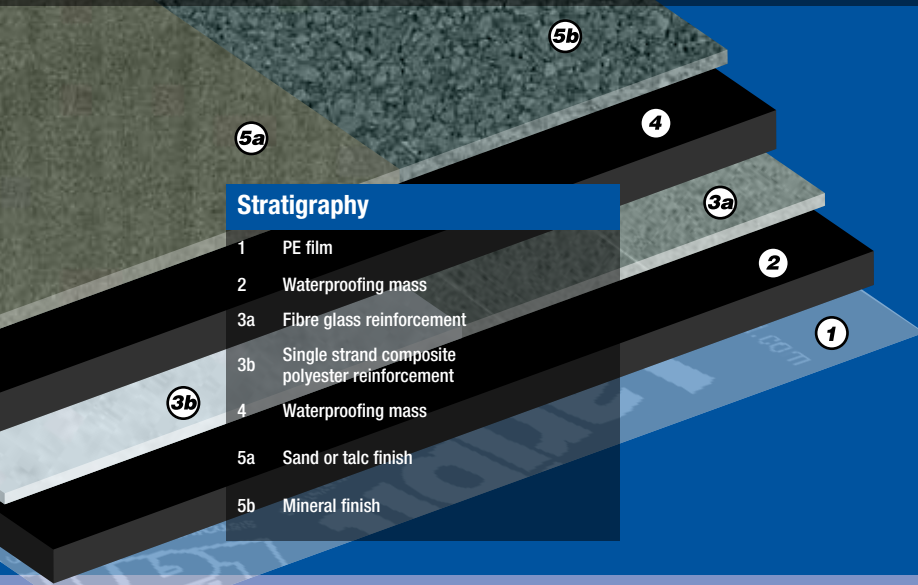 5b
4
5a
3a
2
1
3b
Stratigraphy
1 PE film
2 Waterproofing mass
3a Fibre glass reinforcement
3b Single strand composite
polyester reinforcement
4 Waterproofing mass
5a Sand or talc finish
5b Mineral finish
.com